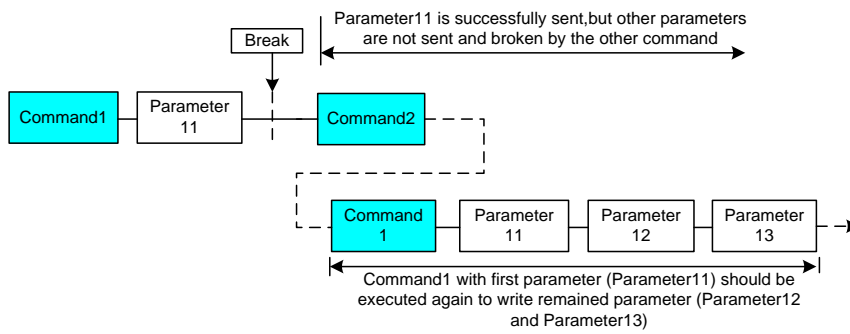 Parameter11 is successfully sent,but other parameters
are not sent and broken by the other command
Break
Command1
Parameter
11
Command2
Command
1
Parameter
11
Parameter
12
Parameter
13
Command1 with first parameter (Parameter11) should be
executed again to write remained parameter (Parameter12
and Parameter13)